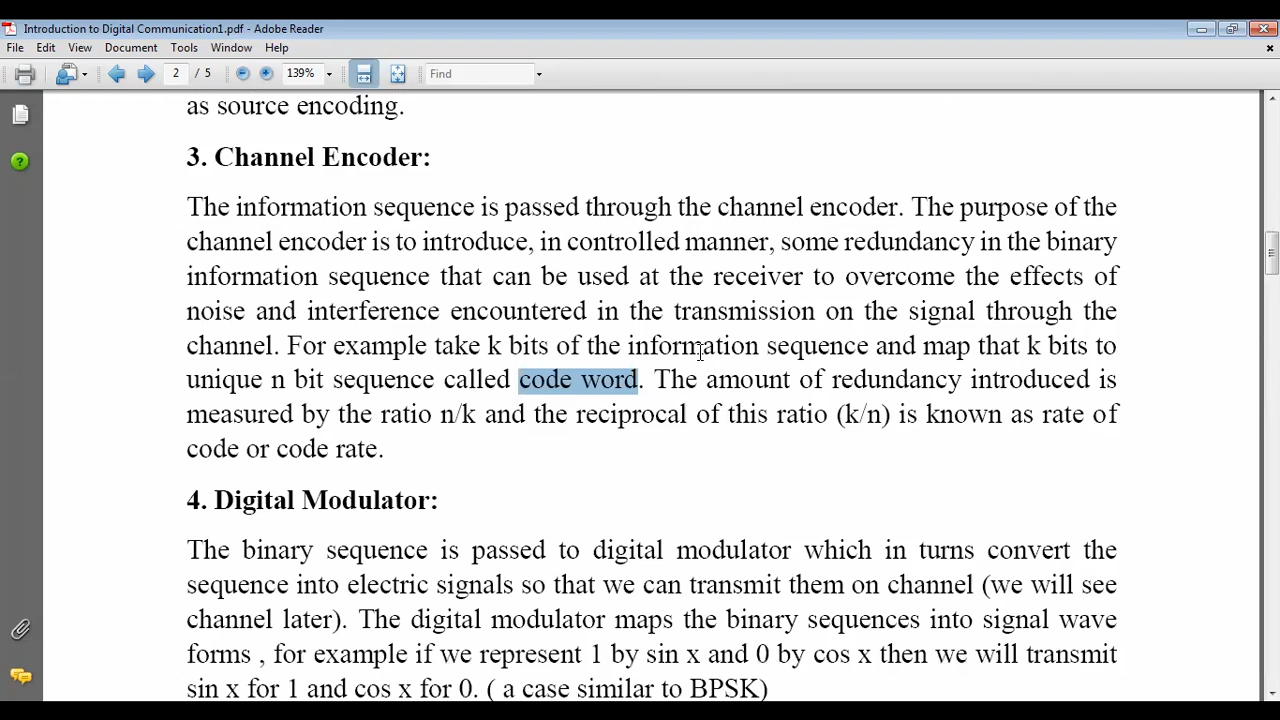 Introduction to Digital Communication1.pdf - Adobe Reader
File Edit View Document Tools Window Help
2 / 5 139% Find
as source encoding.
3. Channel Encoder:
The information sequence is passed through the channel encoder. The purpose of the
channel encoder is to introduce, in controlled manner, some redundancy in the binary
information sequence that can be used at the receiver to overcome the effects of
noise and interference encountered in the transmission on the signal through the
channel. For example take k bits of the information sequence and map that k bits to
unique n bit sequence called code word. The amount of redundancy introduced is
measured by the ratio n/k and the reciprocal of this ratio (k/n) is known as rate of
code or code rate.
4. Digital Modulator:
The binary sequence is passed to digital modulator which in turns convert the
sequence into electric signals so that we can transmit them on channel (we will see
channel later). The digital modulator maps the binary sequences into signal wave
forms , for example if we represent 1 by sin x and 0 by cos x then we will transmit
sin x for 1 and cos x for 0. ( a case similar to BPSK)